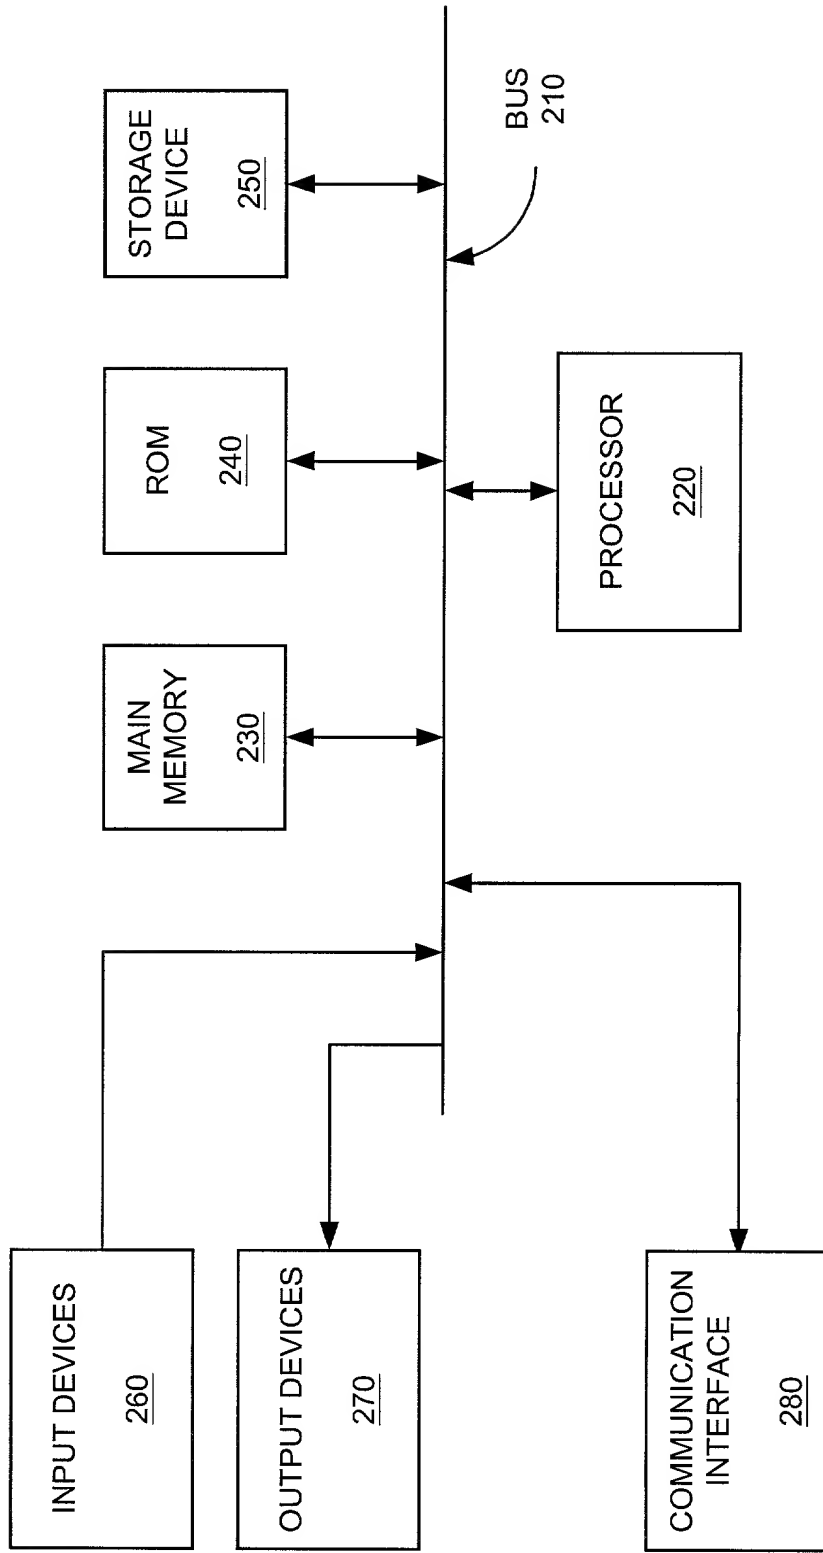 INPUT DEVICES
260
OUTPUT DEVICES
270
COMMUNICATION
INTERFACE
280
MAIN
MEMORY
230
ROM
240
STORAGE
DEVICE
250
PROCESSOR
220
BUS
210